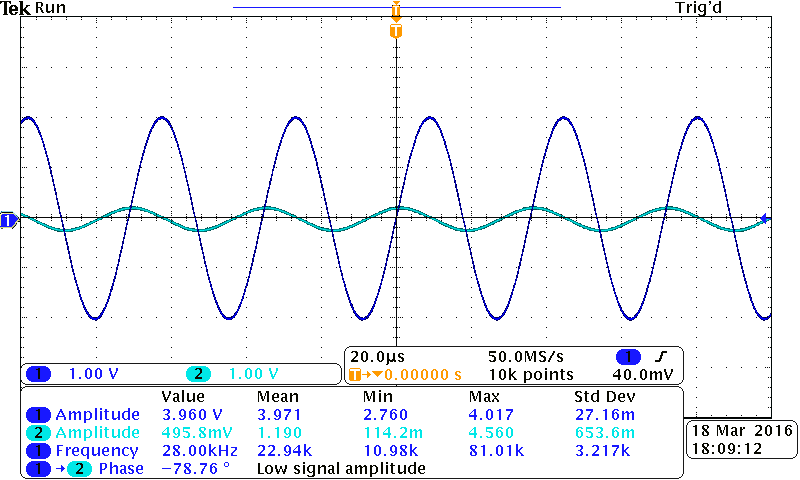 Tek Run Trig'd
T
T
1
20.0µs 50.0MS/s 1
1 1.00 V 2 1.00 V
T→▼0.00000 s 10k points 40.0mV
Value Mean Min Max Std Dev
1 Amplitude 3.960 V 3.971 2.760 4.017 27.16m
2 Amplitude 495.8mV 1.190 114.2m 4.560 653.6m
1 Frequency 28.00kHz 22.94k 10.98k 81.01k 3.217k
1 → 2 Phase −78.76 ° Low signal amplitude
18 Mar 2016
18:09:12